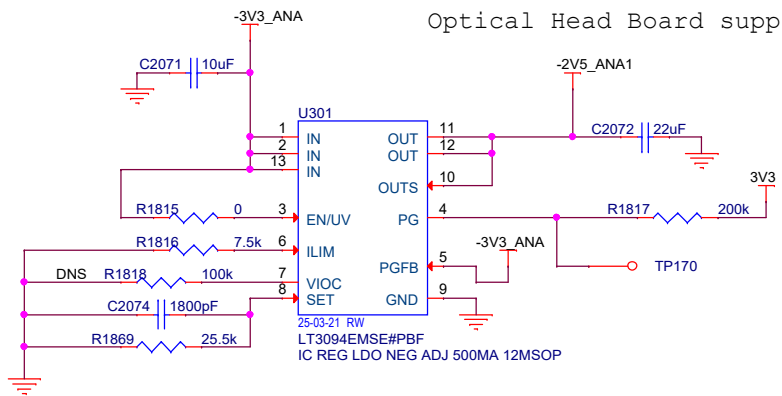 -3V3_ANA
Optical Head Board supp
C2071 10uF
-2V5_ANA1
U301
C2072 22uF
1 IN OUT 11
2 IN OUT 12
13 IN
OUTS 10
3V3
R1815 0 3 EN/UV PG 4 R1817 200k
R1816 7.5k 6 ILIM
-3V3_ANA
PGFB 5
TP170
DNS R1818 100k 7 VIOC
C2074 1800pF 8 SET GND 9
25-03-21 RW
R1869 25.5k
LT3094EMSE#PBF
IC REG LDO NEG ADJ 500MA 12MSOP